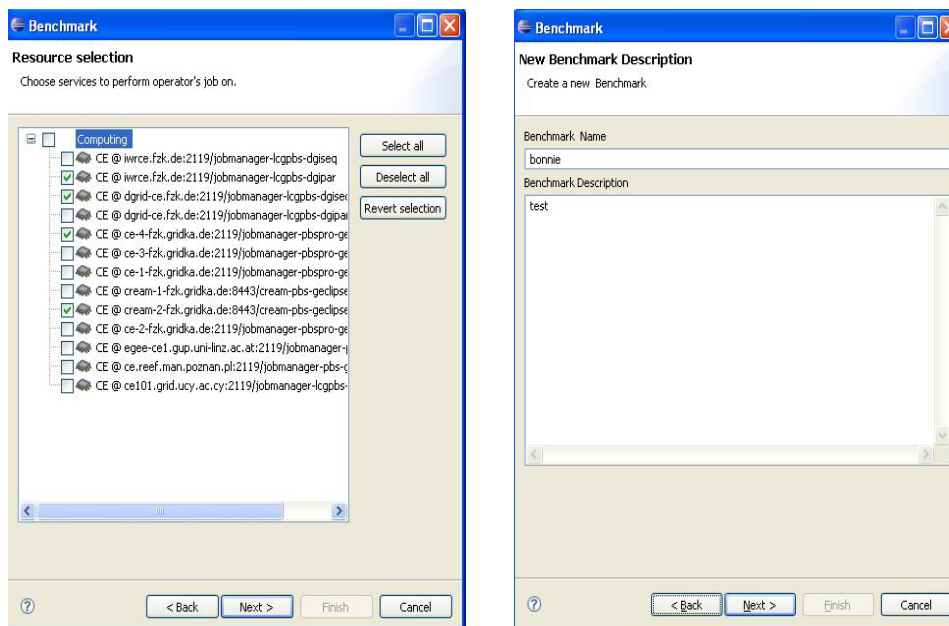 Benchmark
Resource selection
Choose services to perform operator's job on.
Computing
CE @ iwrce.fzk.de:2119/jobmanager-lcgpbs-dgiseq
CE @ iwrce.fzk.de:2119/jobmanager-lcgpbs-dgipar
CE @ dgrid-ce.fzk.de:2119/jobmanager-lcgpbs-dgiseq
CE @ dgrid-ce.fzk.de:2119/jobmanager-lcgpbs-dgipar
CE @ ce-4-fzk.gridka.de:2119/jobmanager-pbspro-ge
CE @ ce-3-fzk.gridka.de:2119/jobmanager-pbspro-ge
CE @ ce-1-fzk.gridka.de:2119/jobmanager-pbspro-ge
CE @ cream-1-fzk.gridka.de:8443/cream-pbs-geclipse
CE @ cream-2-fzk.gridka.de:8443/cream-pbs-geclipse
CE @ ce-2-fzk.gridka.de:2119/jobmanager-pbspro-ge
CE @ egee-ce1.gup.uni-linz.ac.at:2119/jobmanager-
CE @ ce.reef.man.poznan.pl:2119/jobmanager-pbs-g
CE @ ce101.grid.ucy.ac.cy:2119/jobmanager-lcgpbs-
Select all
Deselect all
Revert selection
< Back
Next >
Finish
Cancel
Benchmark
New Benchmark Description
Create a new Benchmark
Benchmark Name
bonnie
Benchmark Description
test
< Back
Next >
Finish
Cancel